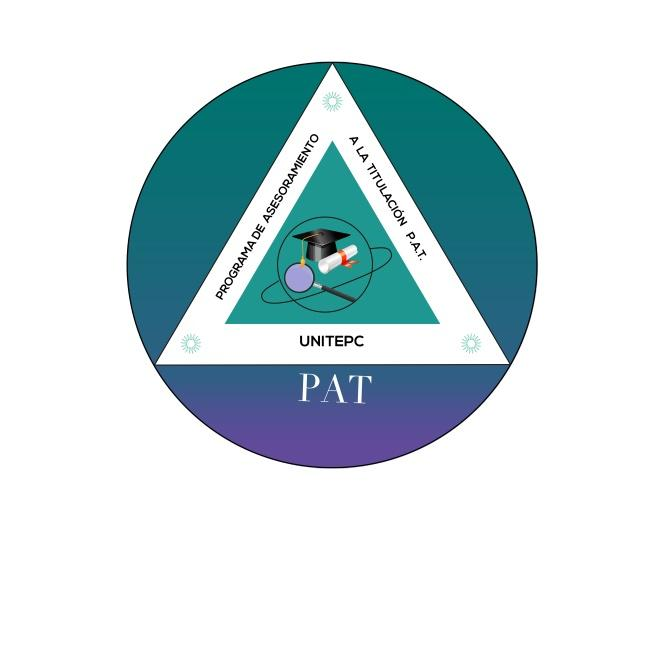 PROGRAMA DE ASESORAMIENTO
A LA TITULACIÓN P.A.T.
UNITEPC
PAT